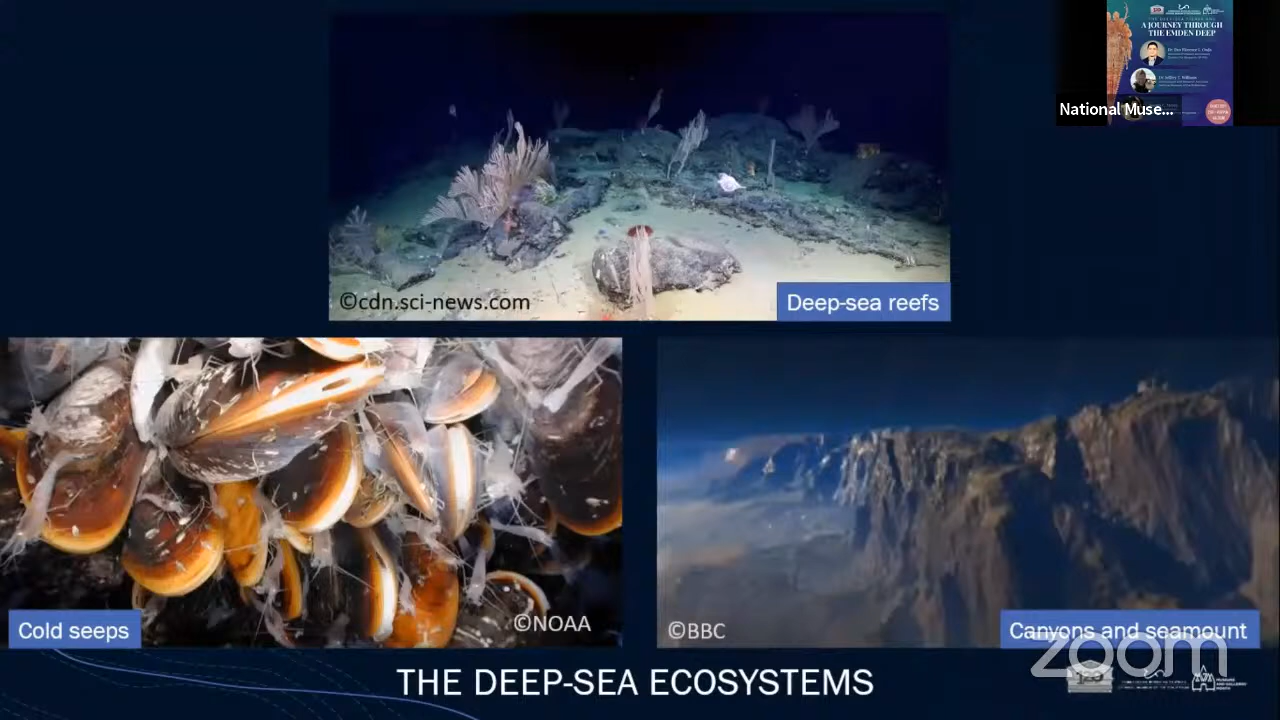 A JOURNEY THROUGH
THE EMDEN DEEP
National Muse...
©cdn.sci-news.com
Deep-sea reefs
Cold seeps
©NOAA
©BBC
Canyons and seamount
zoom
THE DEEP-SEA ECOSYSTEMS